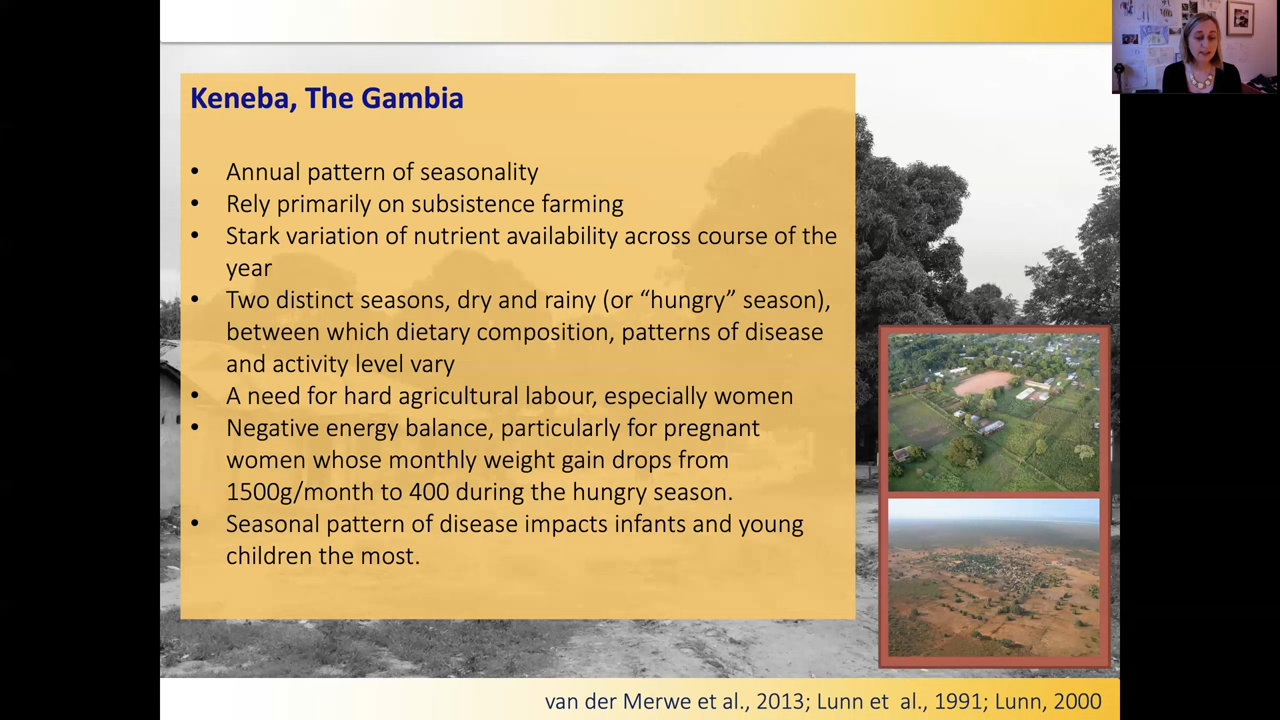 Keneba, The Gambia
• Annual pattern of seasonality
• Rely primarily on subsistence farming
• Stark variation of nutrient availability across course of the
year
• Two distinct seasons, dry and rainy (or “hungry” season),
between which dietary composition, patterns of disease
and activity level vary
• A need for hard agricultural labour, especially women
• Negative energy balance, particularly for pregnant
women whose monthly weight gain drops from
1500g/month to 400 during the hungry season.
• Seasonal pattern of disease impacts infants and young
children the most.
van der Merwe et al., 2013; Lunn et  al., 1991; Lunn, 2000